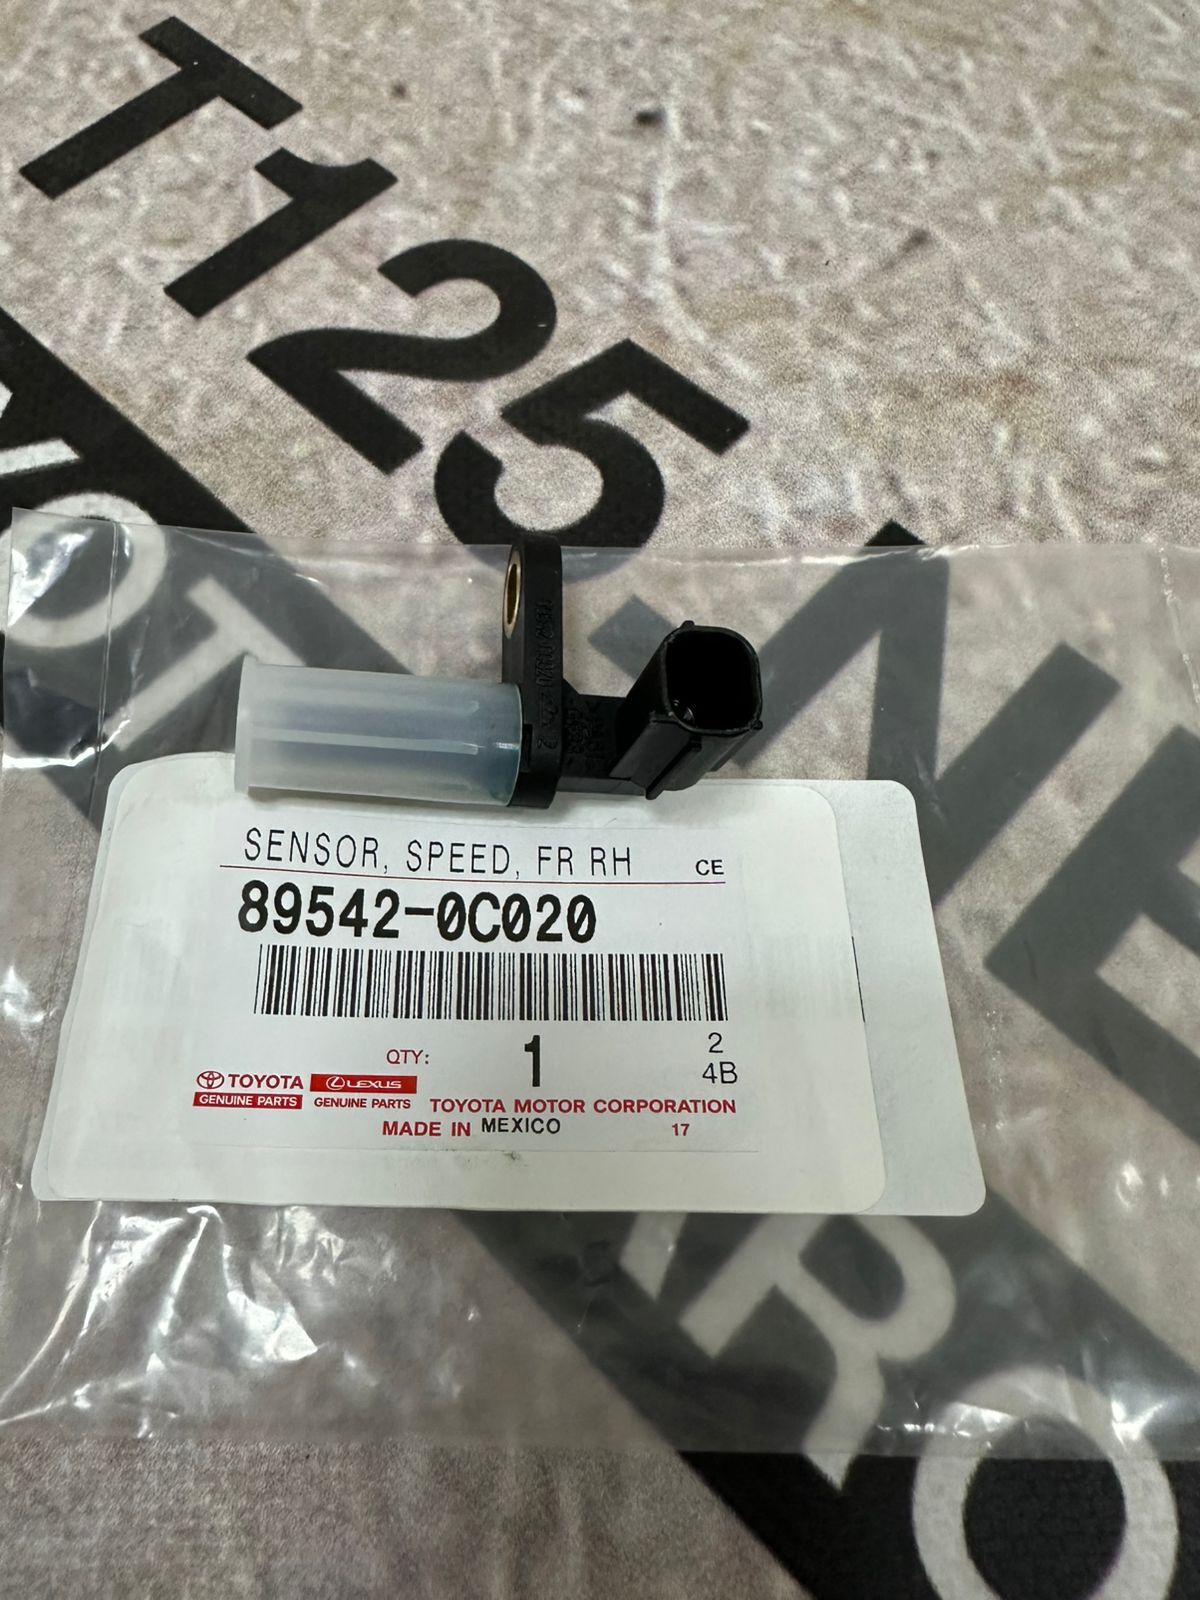 T125
SENSOR, SPEED, FR RH CE
89542-0C020
QTY: 1 2
4B
TOYOTA LEXUS
GENUINE PARTS GENUINE PARTS TOYOTA MOTOR CORPORATION
MADE IN MEXICO 17